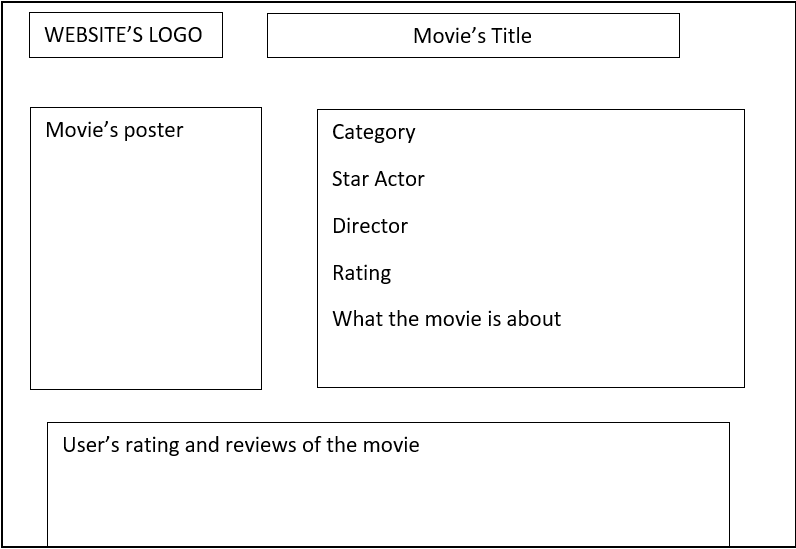 WEBSITE’S LOGO
Movie’s Title
Movie’s poster
Category
Star Actor
Director
Rating
What the movie is about
User’s rating and reviews of the movie